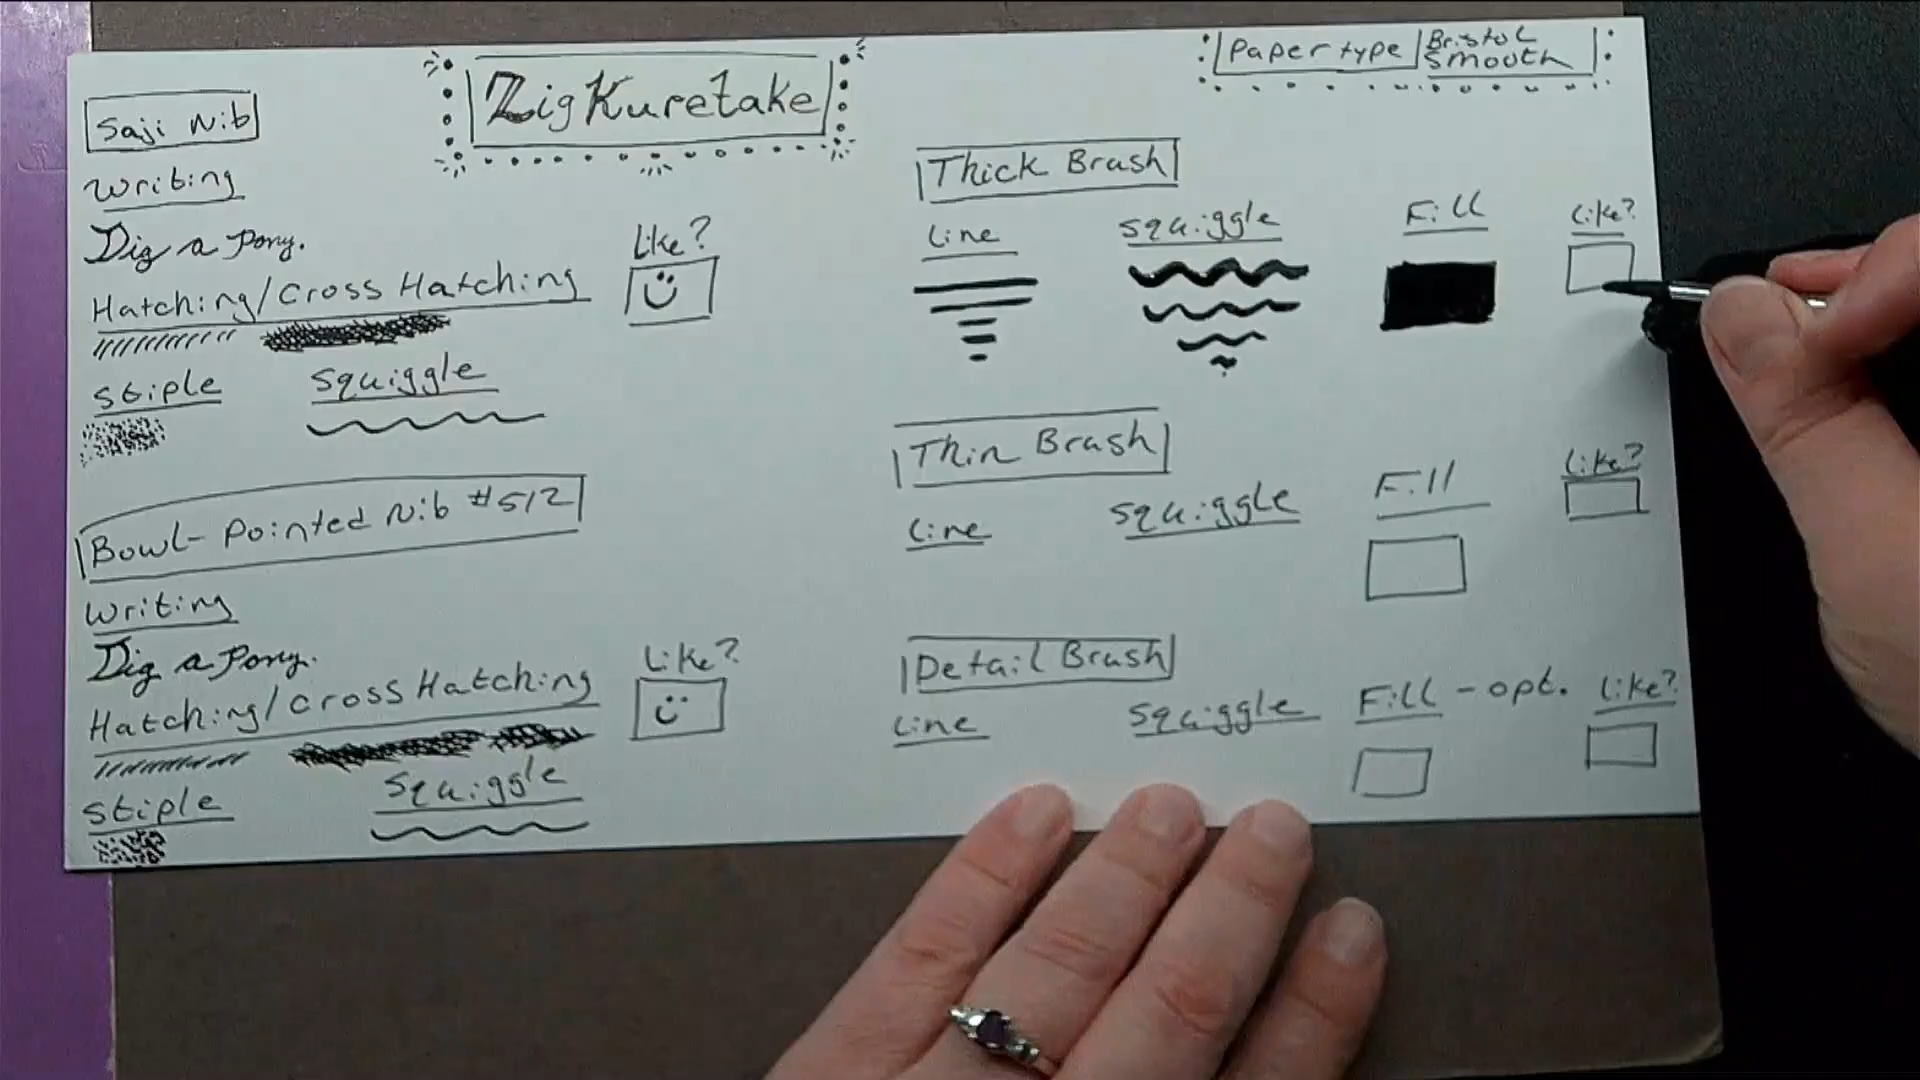 Zig Kuretake
Paper type Bristol
Smooth
Saji Nib
Writing
Dig a Pony.
Hatching/Cross Hatching
Like?
Stiple
Squiggle
Bowl-Pointed Nib #512
Writing
Dig a Pony.
Hatching/Cross Hatching
Like?
Stiple
Squiggle
Thick Brush
Line
Squiggle
Fill
Like?
Thin Brush
Line
Squiggle
Fill
Like?
Detail Brush
Line
Squiggle
Fill - opt.
Like?